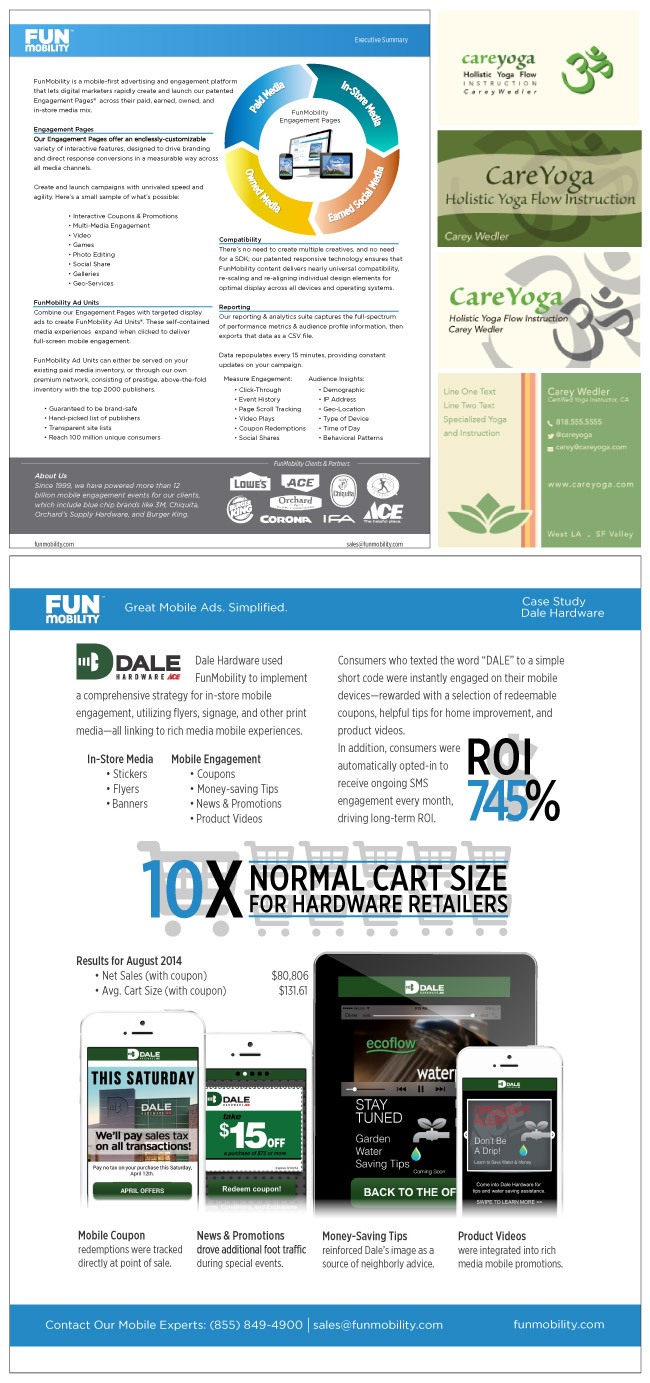 FUN
MOBILITY
Executive Summary
FunMobility is a mobile-first advertising and engagement platform
that lets digital marketers rapidly create and launch our patented
Engagement Pages® across their paid, earned, owned, and
in-store media mix.
Engagement Pages
Our Engagement Pages offer an endlessly-customizable
variety of interactive features, designed to drive branding
and direct response conversions in a measurable way across
all media channels.
Create and launch campaigns with unrivaled speed and
agility. Here's a small sample of what's possible:
• Interactive Coupons & Promotions
• Multi-Media Engagement
• Video
• Games
• Photo Editing
• Social Share
• Galleries
• Geo-Services
FunMobility Ad Units
Combine our Engagement Pages with targeted display
ads to create FunMobility Ad Units®. These self-contained
media experiences expand when clicked to deliver
full-screen mobile engagement.
FunMobility Ad Units can either be served on your
existing paid media inventory, or through our own
premium network, consisting of prestige, above-the-fold
inventory with the top 2000 publishers.
• Guaranteed to be brand-safe
• Hand-picked list of publishers
• Transparent site lists
• Reach 100 million unique consumers
Paid Media
In-Store Media
Owned Media
Earned Social Media
FunMobility
Engagement Pages
Compatibility
There's no need to create multiple creatives, and no need
for a SDK; our patented responsive technology ensures that
FunMobility content delivers nearly universal compatibility,
re-scaling and re-aligning individual design elements for
optimal display across all devices and operating systems.
Reporting
Our reporting & analytics suite captures the full-spectrum
of performance metrics & audience profile information, then
exports that data as a CSV file.
Data repopulates every 15 minutes, providing constant
updates on your campaign.
Measure Engagement:
• Click-Through
• Event History
• Page Scroll Tracking
• Video Plays
• Coupon Redemptions
• Social Shares
Audience Insights:
• Demographic
• IP Address
• Geo-Location
• Type of Device
• Time of Day
• Behavioral Patterns
About Us
Since 1999, we have powered more than 12
billion mobile engagement events for our clients,
which include blue chip brands like 3M, Chiquita,
Orchard's Supply Hardware, and Burger King.
FunMobility Clients & Partners
LOWE'S
ACE
Chiquita
BURGER
KING
Orchard
CORONA
IFA
ACE
The helpful place.
funmobility.com
sales@funmobility.com
careyoga
Holistic Yoga Flow
INSTRUCTION
CareyWedler
CareYoga
Holistic Yoga Flow Instruction
Carey Wedler
CareYoga
Holistic Yoga Flow Instruction
Carey Wedler
Line One Text
Line Two Text
Specialized Yoga
and Instruction
Carey Wedler
Certified Yoga Instructor, CA
818.555.5555
@careyoga
carey@careyoga.com
www.careyoga.com
West LA . SF Valley
FUN
MOBILITY
Great Mobile Ads. Simplified.
Case Study
Dale Hardware
DALE
HARDWARE ACE
Dale Hardware used
FunMobility to implement
a comprehensive strategy for in-store mobile
engagement, utilizing flyers, signage, and other print
media—all linking to rich media mobile experiences.
In-Store Media
• Stickers
• Flyers
• Banners
Mobile Engagement
• Coupons
• Money-saving Tips
• News & Promotions
• Product Videos
Consumers who texted the word “DALE” to a simple
short code were instantly engaged on their mobile
devices—rewarded with a selection of redeemable
coupons, helpful tips for home improvement, and
product videos.
In addition, consumers were
automatically opted-in to
receive ongoing SMS
engagement every month,
driving long-term ROI.
$
ROI
745%
10X NORMAL CART SIZE
FOR HARDWARE RETAILERS
Results for August 2014
• Net Sales (with coupon) $80,806
• Avg. Cart Size (with coupon) $131.61
DALE
THIS SATURDAY
DALE
We'll pay sales tax
on all transactions!
Pay no tax on your purchase this Saturday,
April 12th.
APRIL OFFERS
DALE
take
$15 OFF
a purchase of $75 or more
Redeem coupon!
DALE
ecoflow
water
STAY
TUNED
Garden
Water
Saving Tips
Coming Soon
BACK TO THE OF
DALE
Don't Be
A Drip!
Learn to Save Water & Money
Come into Dale Hardware for
tips and water saving assistance.
SWIPE TO LEARN MORE >>
Mobile Coupon
redemptions were tracked
directly at point of sale.
News & Promotions
drove additional foot traffic
during special events.
Money-Saving Tips
reinforced Dale's image as a
source of neighborly advice.
Product Videos
were integrated into rich
media mobile promotions.
Contact Our Mobile Experts: (855) 849-4900 | sales@funmobility.com
funmobility.com